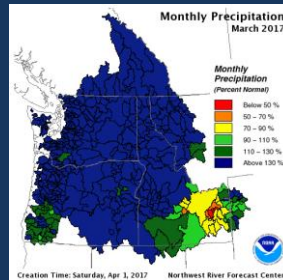 Monthly Precipitation
March 2017
Monthly
Precipitation
(Percent Normal)
Below 50 %
50 - 70 %
70 - 90 %
90 - 110 %
110 - 130 %
Above 130%
Creation Time: Saturday, Apr 1, 2017 Northwest River Forecast Center